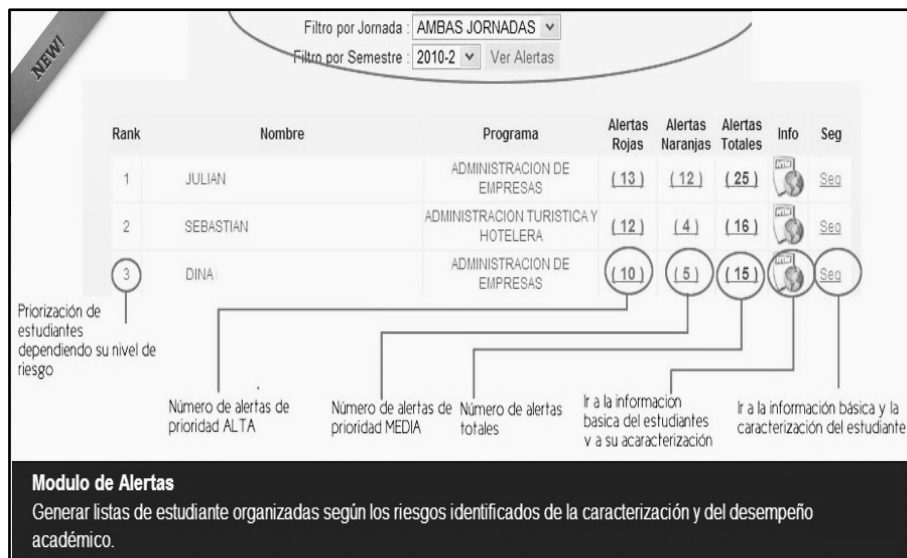 NEW!
Filtro por Jornada : AMBAS JORNADAS
Filtro por Semestre : 2010-2 Ver Alertas
Rank Nombre Programa Alertas Rojas Alertas Naranjas Alertas Totales Info Seg
1 JULIAN ADMINISTRACION DE EMPRESAS ( 13 ) ( 12 ) ( 25 ) Seg
2 SEBASTIAN ADMINISTRACION TURISTICA Y HOTELERA ( 12 ) ( 4 ) ( 16 ) Seg
3 DINA ADMINISTRACION DE EMPRESAS ( 10 ) ( 5 ) ( 15 ) Seg
Priorización de
estudiantes
dependiendo su nivel de
riesgo
Número de alertas de
prioridad ALTA
Número de alertas de
prioridad MEDIA
Número de alertas
totales
Ir a la información
basica del estudiantes
y a su acaracterización
Ir a la información básica y la
caracterización del estudiante
Modulo de Alertas
Generar listas de estudiante organizadas según los riesgos identificados de la caracterización y del desempeño
académico.